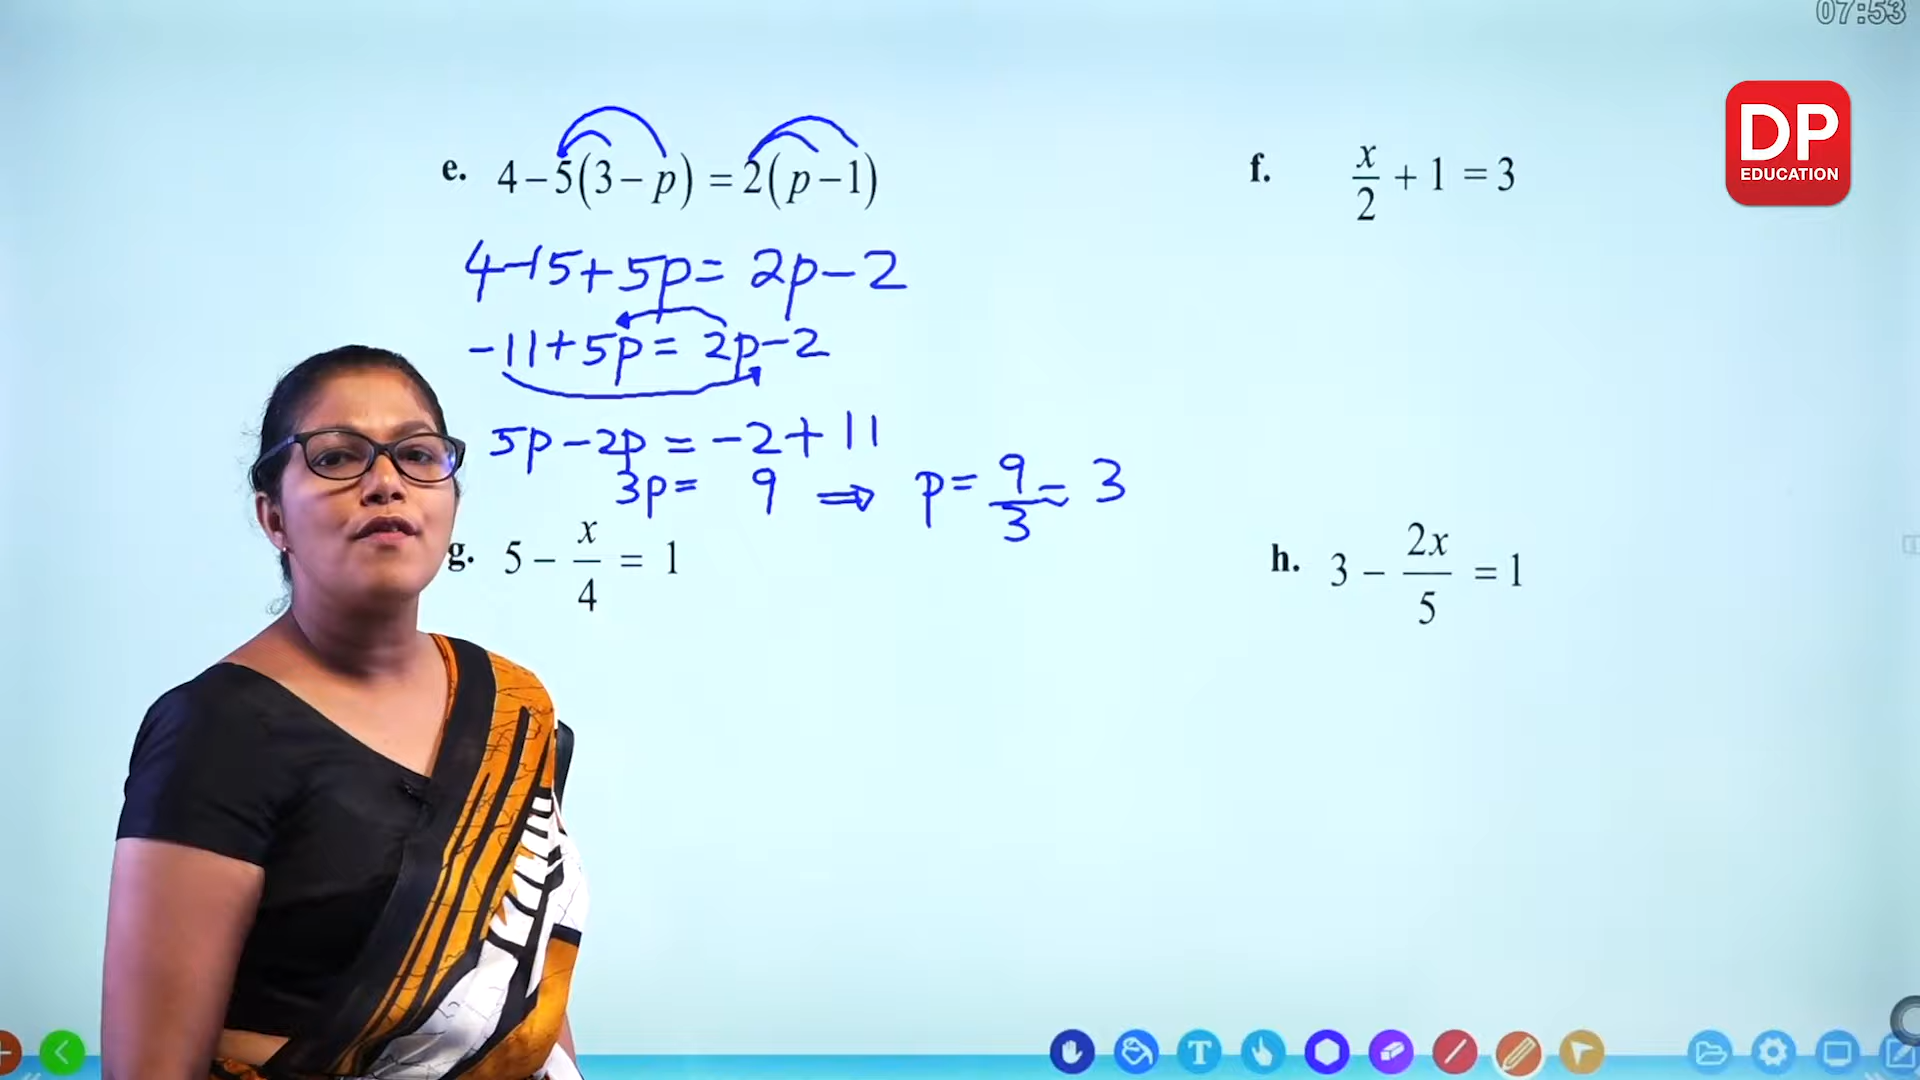 07:53
DP
EDUCATION
e. 4-5(3-p) = 2(p-1)
4-15+5p = 2p-2
-11+5p = 2p-2
5p-2p = -2+11
3p = 9 ⇒ p = 9/3 = 3
f. x/2 + 1 = 3
g. 5 - x/4 = 1
h. 3 - 2x/5 = 1
T